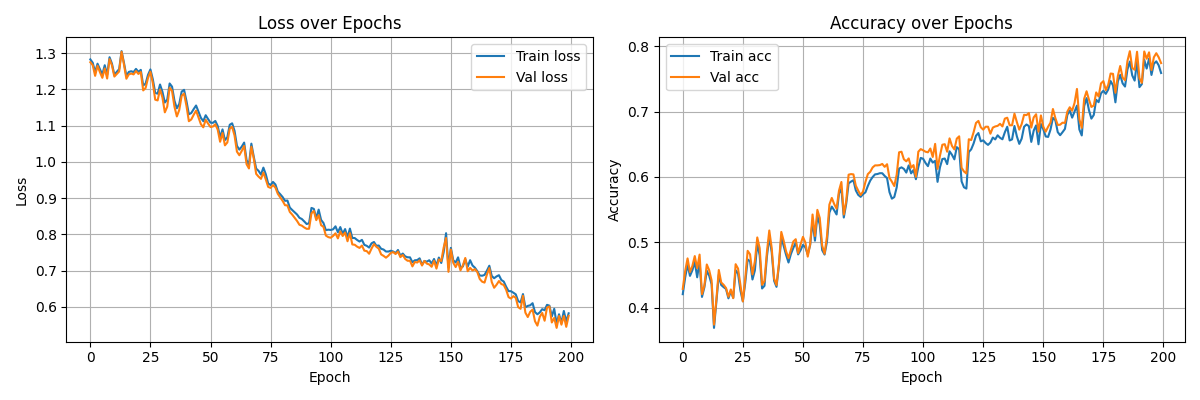 Loss over Epochs
1.3
1.2
1.1
1.0
0.9
0.8
0.7
0.6
Loss
Train loss
Val loss
0 25 50 75 100 125 150 175 200
Epoch
Accuracy over Epochs
0.8
0.7
0.6
0.5
0.4
Accuracy
Train acc
Val acc
0 25 50 75 100 125 150 175 200
Epoch